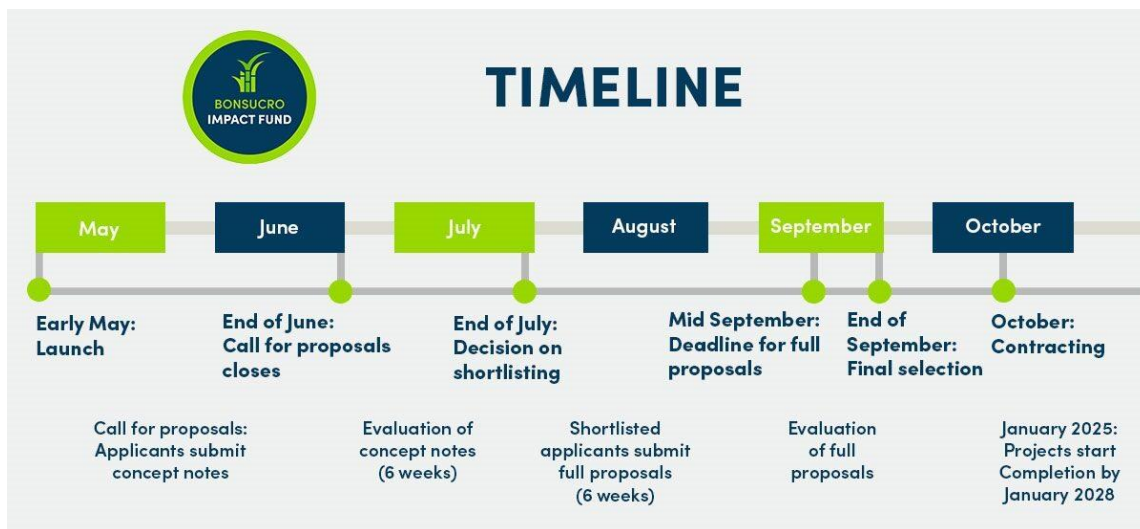 BONSUCRO
IMPACT FUND
TIMELINE
May
June
July
August
September
October
Early May:
Launch
End of June:
Call for proposals
closes
End of July:
Decision on
shortlisting
Mid September:
Deadline for full
proposals
End of
September:
Final selection
October:
Contracting
Call for proposals:
Applicants submit
concept notes
Evaluation of
concept notes
(6 weeks)
Shortlisted
applicants submit
full proposals
(6 weeks)
Evaluation
of full
proposals
January 2025:
Projects start
Completion by
January 2028